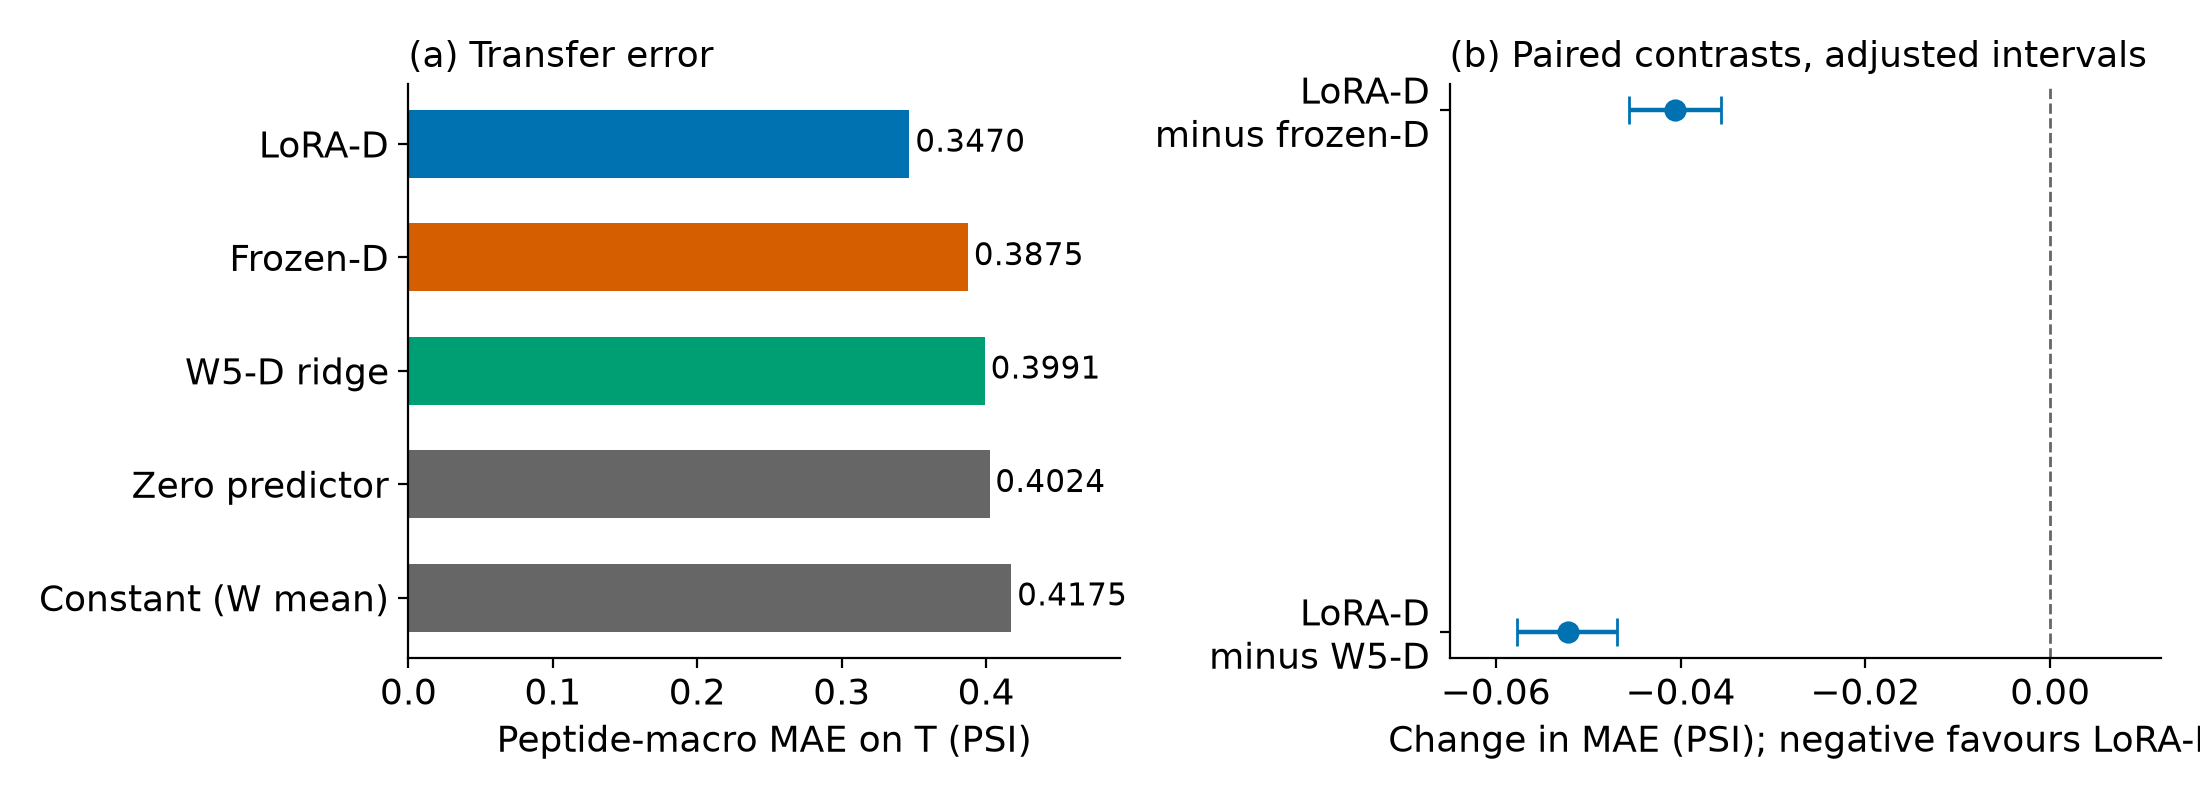 (a) Transfer error
LoRA-D
0.3470
Frozen-D
0.3875
W5-D ridge
0.3991
Zero predictor
0.4024
Constant (W mean)
0.4175
0.0 0.1 0.2 0.3 0.4
Peptide-macro MAE on T (PSI)
(b) Paired contrasts, adjusted intervals
LoRA-D
minus frozen-D
LoRA-D
minus W5-D
−0.06 −0.04 −0.02 0.00
Change in MAE (PSI); negative favours